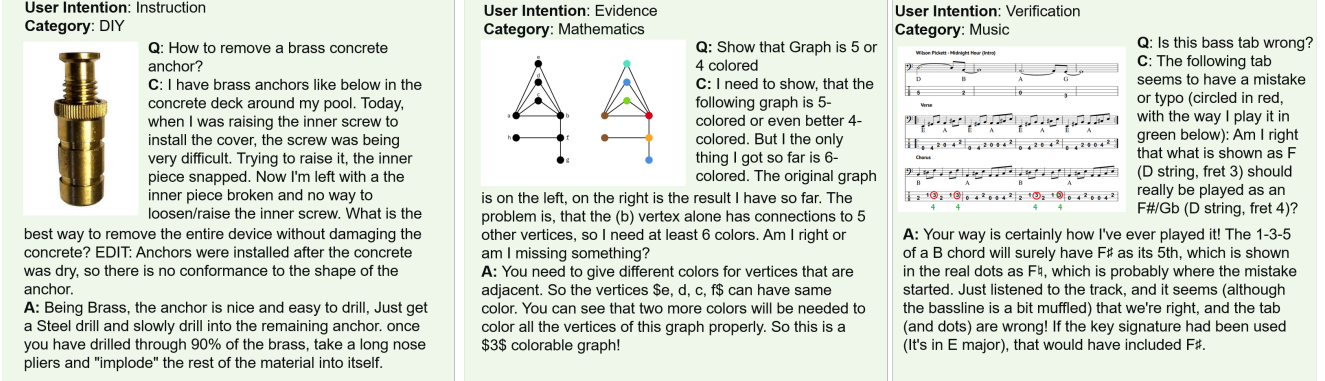 User Intention: Instruction
Category: DIY
Q: How to remove a brass concrete
anchor?
C: I have brass anchors like below in the
concrete deck around my pool. Today,
when I was raising the inner screw to
install the cover, the screw was being
very difficult. Trying to raise it, the inner
piece snapped. Now I'm left with a the
inner piece broken and no way to
loosen/raise the inner screw. What is the
best way to remove the entire device without damaging the
concrete? EDIT: Anchors were installed after the concrete
was dry, so there is no conformance to the shape of the
anchor.
A: Being Brass, the anchor is nice and easy to drill, Just get
a Steel drill and slowly drill into the remaining anchor. once
you have drilled through 90% of the brass, take a long nose
pliers and "implode" the rest of the material into itself.
User Intention: Evidence
Category: Mathematics
e
d
c
a
b
h
f
g
Q: Show that Graph is 5 or
4 colored
C: I need to show, that the
following graph is 5-
colored or even better 4-
colored. But I the only
thing I got so far is 6-
colored. The original graph
is on the left, on the right is the result I have so far. The
problem is, that the (b) vertex alone has connections to 5
other vertices, so I need at least 6 colors. Am I right or
am I missing something?
A: You need to give different colors for vertices that are
adjacent. So the vertices $e, d, c, f$ can have same
color. You can see that two more colors will be needed to
color all the vertices of this graph properly. So this is a
$3$ colorable graph!
User Intention: Verification
Category: Music
Wilson Pickett - Midnight Hour (Intro)
D B A G
5 2 0 3
Verse
E A E A E A E A
Chorus
B A B A
4 4 4 4
Q: Is this bass tab wrong?
C: The following tab
seems to have a mistake
or typo (circled in red,
with the way I play it in
green below): Am I right
that what is shown as F
(D string, fret 3) should
really be played as an
F#/Gb (D string, fret 4)?
A: Your way is certainly how I've ever played it! The 1-3-5
of a B chord will surely have F♯ as its 5th, which is shown
in the real dots as F♮, which is probably where the mistake
started. Just listened to the track, and it seems (although
the bassline is a bit muffled) that we're right, and the tab
(and dots) are wrong! If the key signature had been used
(It's in E major), that would have included F♯.